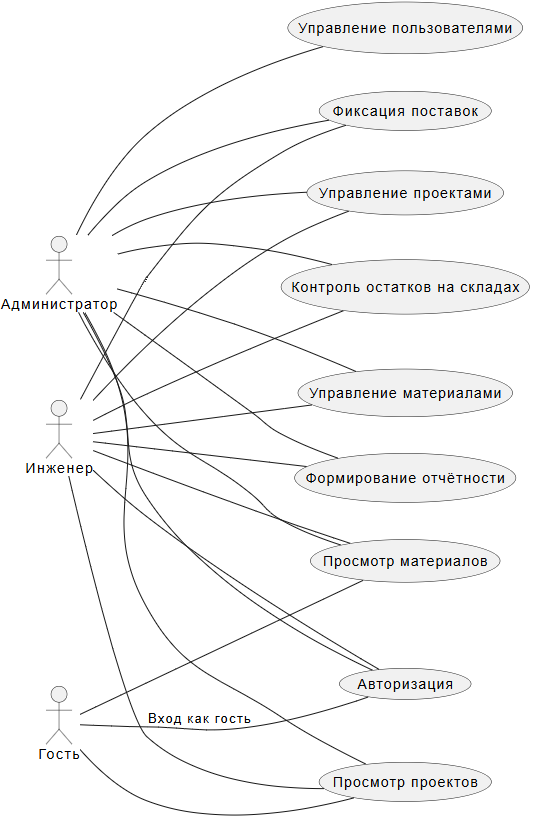 Управление пользователями
Фиксация поставок
Управление проектами
Контроль остатков на складах
Администратор
Управление материалами
Инженер
Формирование отчётности
Просмотр материалов
Авторизация
Вход как гость
Гость
Просмотр проектов